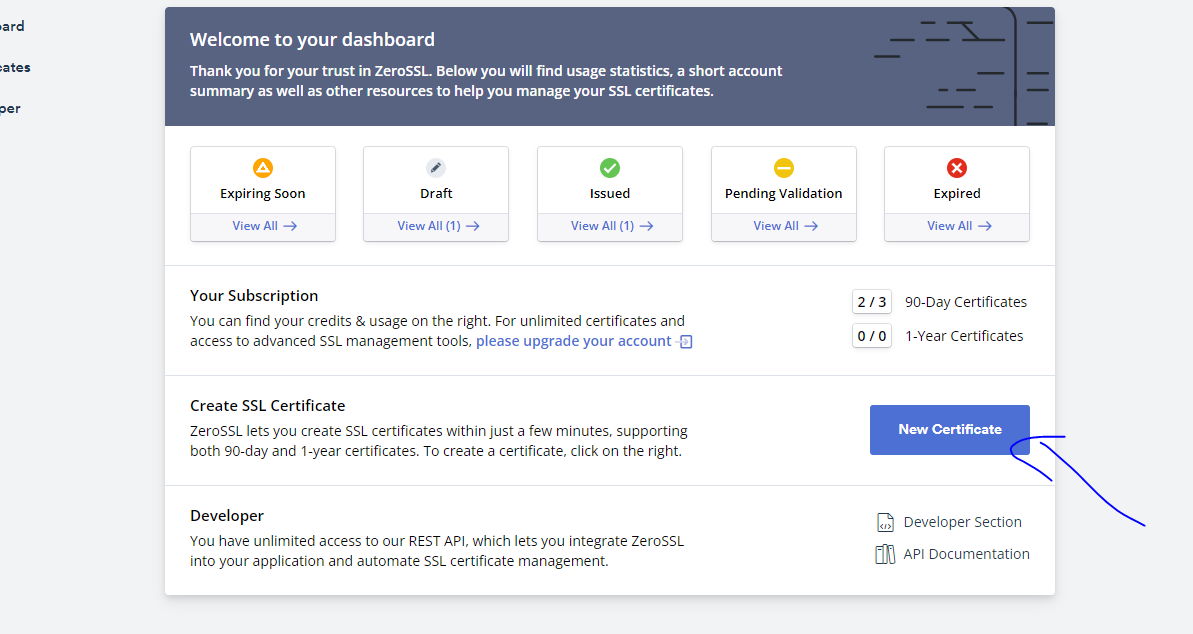 Welcome to your dashboard
Thank you for your trust in ZeroSSL. Below you will find usage statistics, a short account
summary as well as other resources to help you manage your SSL certificates.
Expiring Soon
View All
Draft
View All (1)
Issued
View All (1)
Pending Validation
View All
Expired
View All
Your Subscription
You can find your credits & usage on the right. For unlimited certificates and
access to advanced SSL management tools, please upgrade your account
2 / 3 90-Day Certificates
0 / 0 1-Year Certificates
Create SSL Certificate
ZeroSSL lets you create SSL certificates within just a few minutes, supporting
both 90-day and 1-year certificates. To create a certificate, click on the right.
New Certificate
Developer
You have unlimited access to our REST API, which lets you integrate ZeroSSL
into your application and automate SSL certificate management.
Developer Section
API Documentation